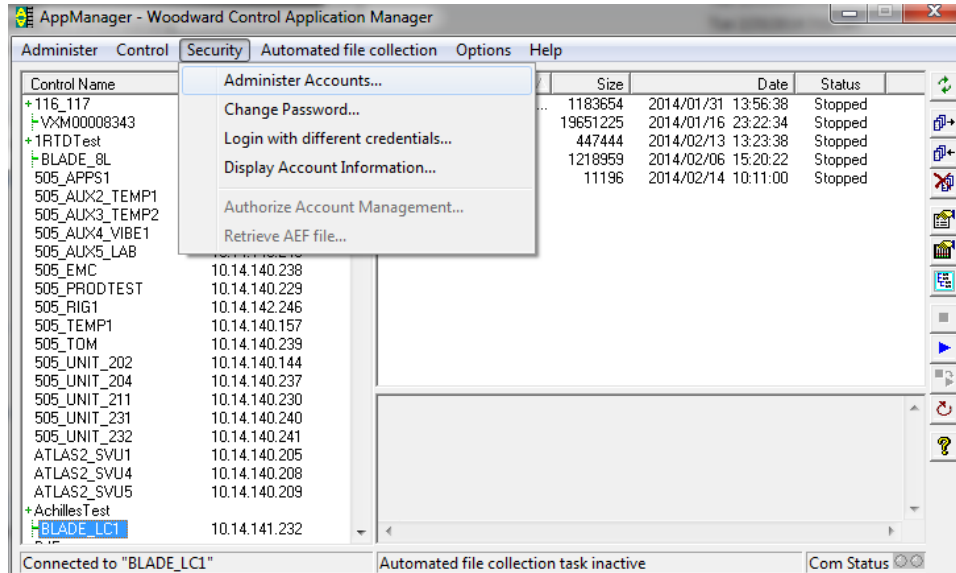 AppManager - Woodward Control Application Manager
Administer Control Security Automated file collection Options Help
Administer Accounts...
Change Password...
Login with different credentials...
Display Account Information...
Authorize Account Management...
Retrieve AEF file...
Control Name
+116_117
VXM00008343
+1RTDTest
BLADE_8L
505_APPS1
505_AUX2_TEMP1
505_AUX3_TEMP2
505_AUX4_VIBE1
505_AUX5_LAB
505_EMC 10.14.140.238
505_PRODTEST 10.14.140.229
505_RIG1 10.14.142.246
505_TEMP1 10.14.140.157
505_TOM 10.14.140.239
505_UNIT_202 10.14.140.144
505_UNIT_204 10.14.140.237
505_UNIT_211 10.14.140.230
505_UNIT_231 10.14.140.240
505_UNIT_232 10.14.140.241
ATLAS2_SVU1 10.14.140.205
ATLAS2_SVU4 10.14.140.208
ATLAS2_SVU5 10.14.140.209
+AchillesTest
BLADE_LC1 10.14.141.232
Size Date Status
... 1183654 2014/01/31 13:56:38 Stopped
19651225 2014/01/16 23:22:34 Stopped
447444 2014/02/13 13:23:38 Stopped
1218959 2014/02/06 15:20:22 Stopped
11196 2014/02/14 10:11:00 Stopped
Connected to "BLADE_LC1" Automated file collection task inactive Com Status